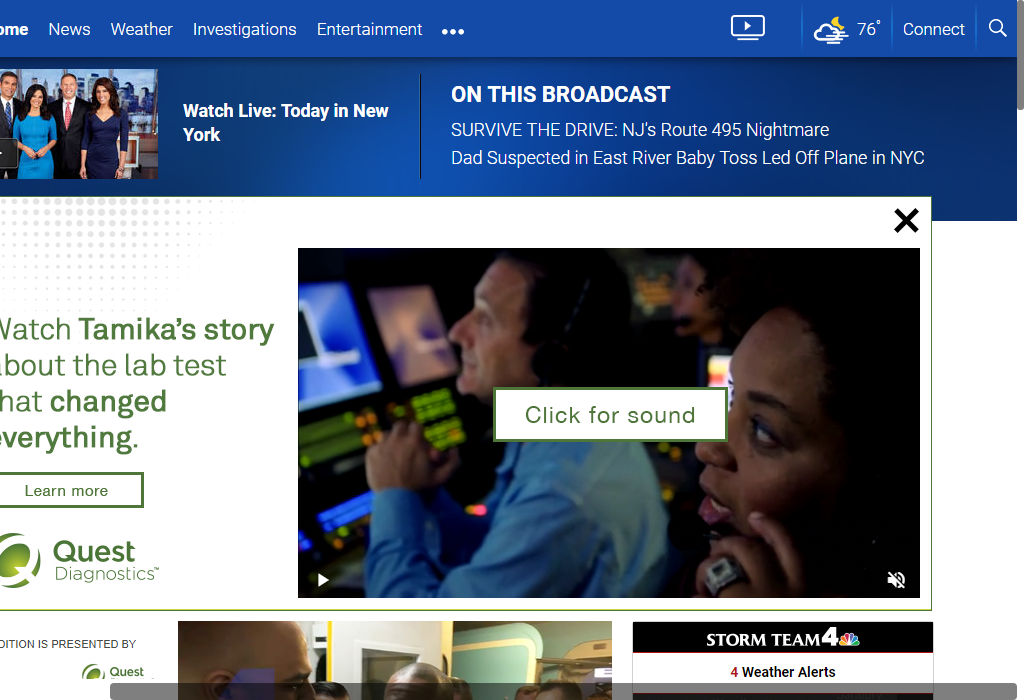 ome News Weather Investigations Entertainment 76° Connect
Watch Live: Today in New
York
ON THIS BROADCAST
SURVIVE THE DRIVE: NJ's Route 495 Nightmare
Dad Suspected in East River Baby Toss Led Off Plane in NYC
Watch Tamika's story
about the lab test
that changed
everything.
Click for sound
Learn more
Quest
Diagnostics™
DITION IS PRESENTED BY
Quest
STORM TEAM 4
4 Weather Alerts